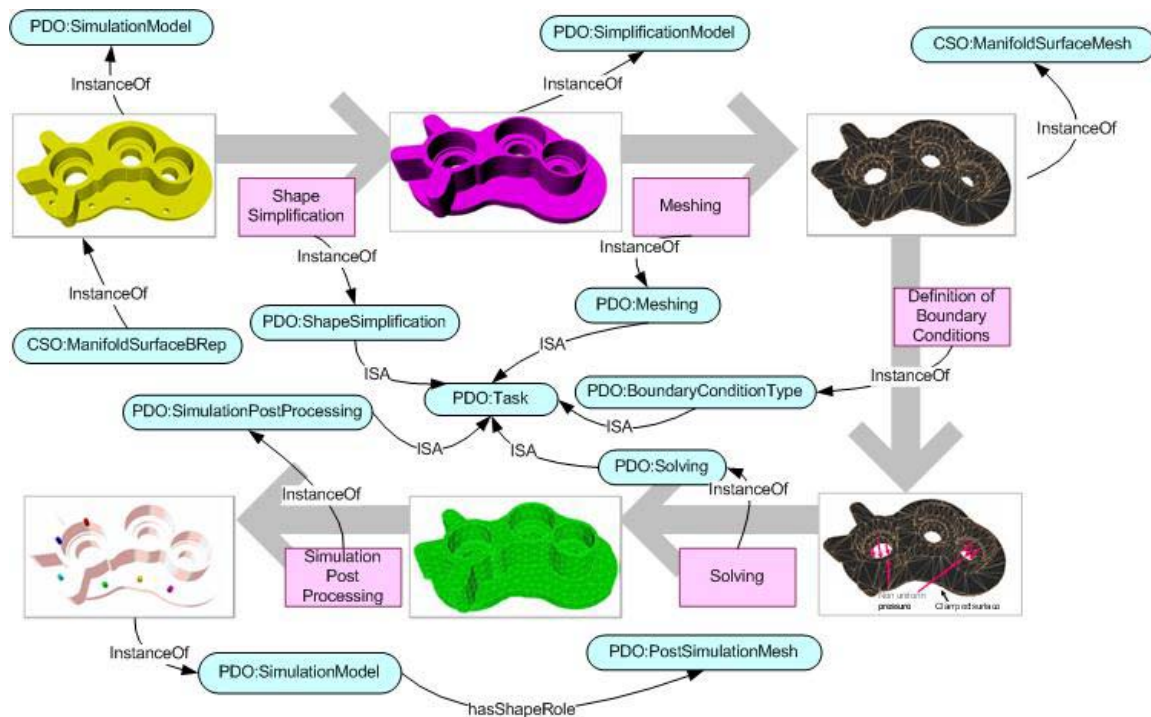 PDO:SimulationModel
PDO:SimplificationModel
CSO:ManifoldSurfaceMesh
InstanceOf
InstanceOf
InstanceOf
Shape
Simplification
Meshing
InstanceOf
InstanceOf
InstanceOf
CSO:ManifoldSurfaceBRep
PDO:ShapeSimplification
PDO:Meshing
Definition of
Boundary
Conditions
InstanceOf
ISA
ISA
PDO:Task
PDO:BoundaryConditionType
PDO:SimulationPostProcessing
ISA
ISA
ISA
PDO:Solving
InstanceOf
InstanceOf
Simulation
Post
Processing
Solving
Non uniform
pressure
Clamped surface
InstanceOf
PDO:SimulationModel
PDO:PostSimulationMesh
hasShapeRole